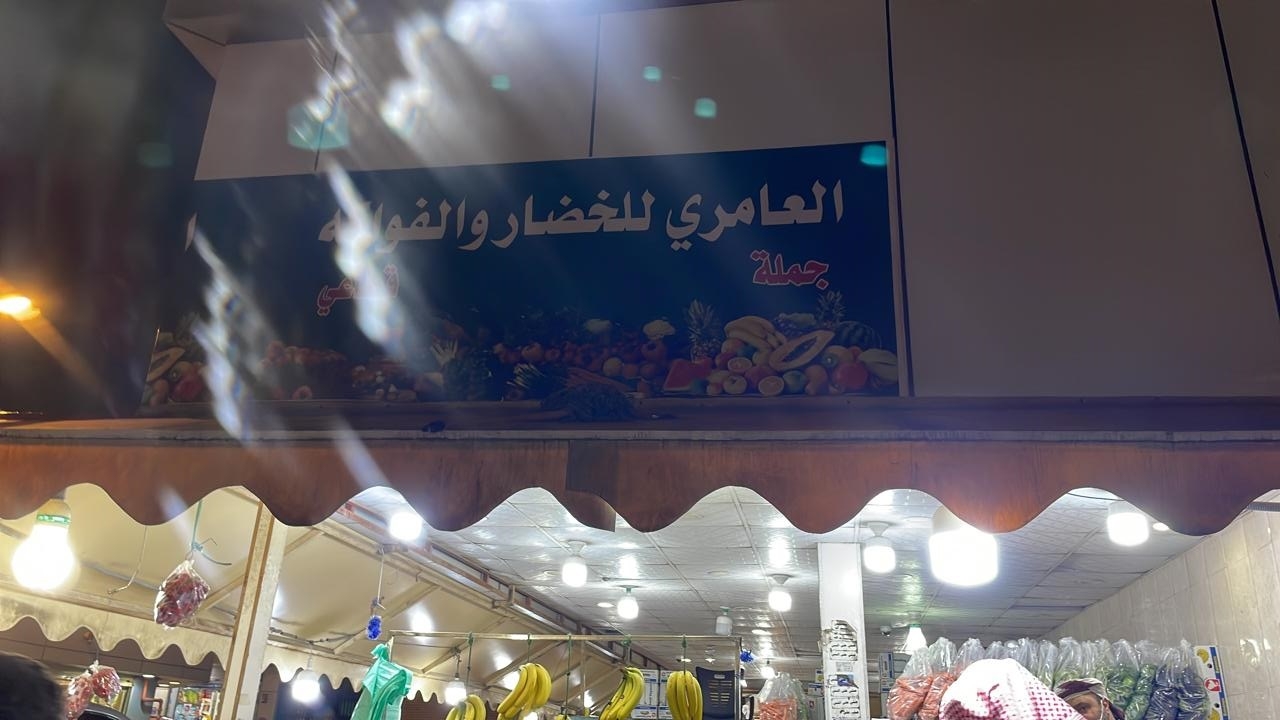 العامري للخضار والفواكه
جملة